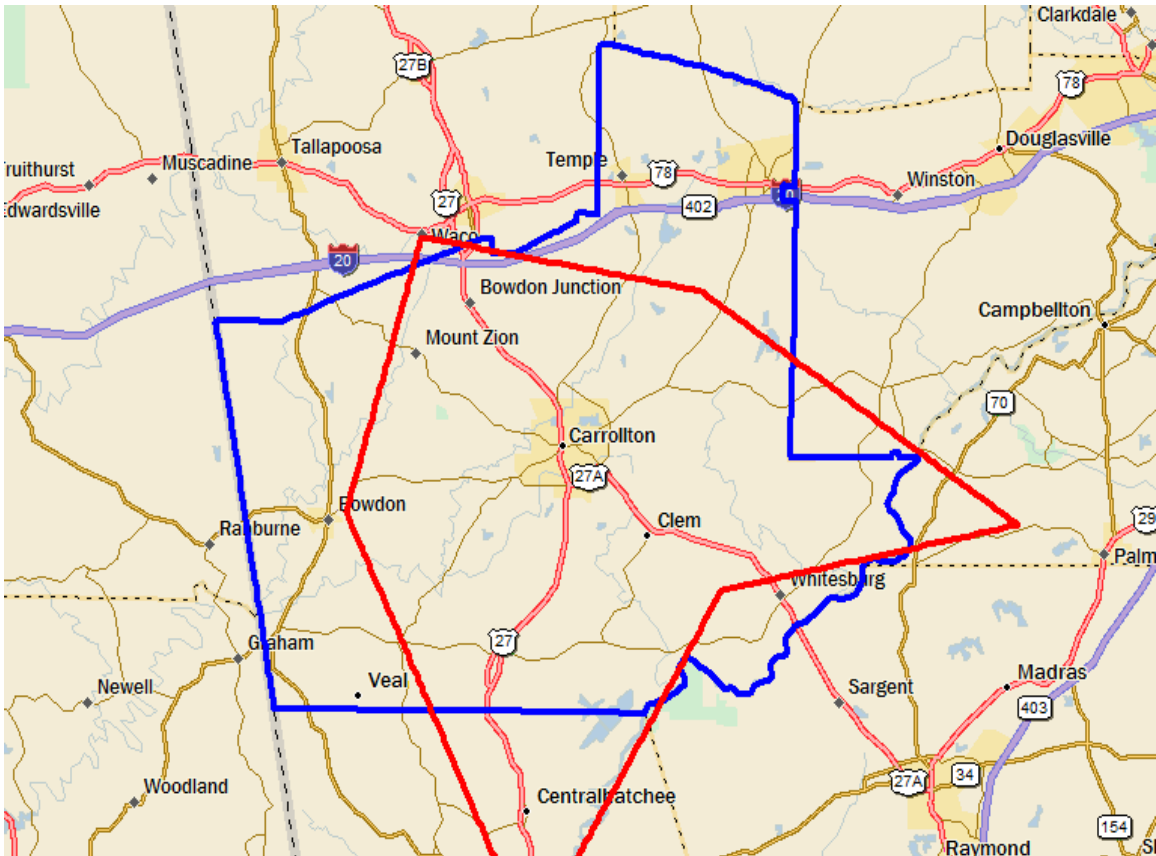 Clarkdale
27B
78
Tallapoosa
Douglasville
Muscadine
Temple
ruithurst
78
Winston
27
402
Edwardsville
Waco
20
Bowdon Junction
Campbellton
Mount Zion
70
Carrollton
27A
Bowdon
Clem
29
Ranburne
Palm
Whitesburg
27
Graham
Veal
Newell
Sargent
Madras
403
Woodland
Centralhatchee
27A
34
154
Raymond